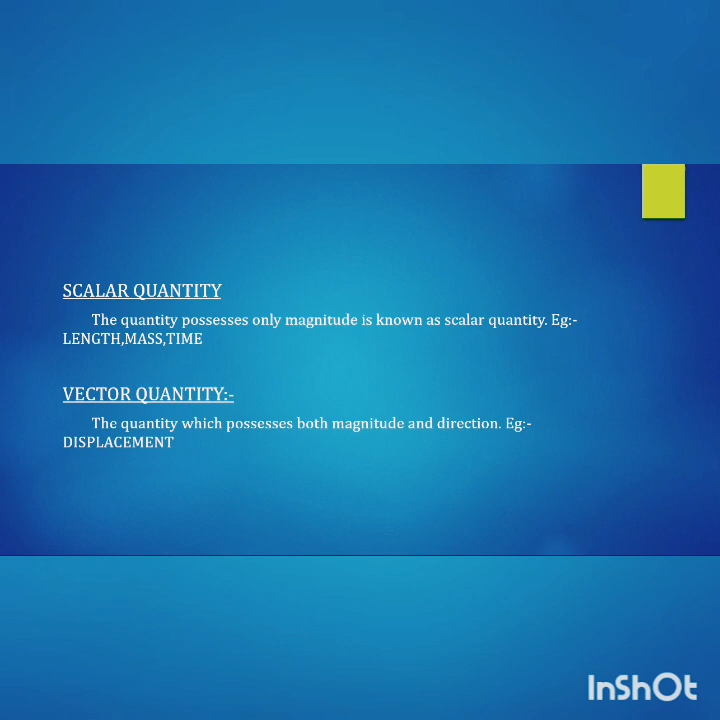 SCALAR QUANTITY
The quantity possesses only magnitude is known as scalar quantity. Eg:-
LENGTH,MASS,TIME
VECTOR QUANTITY:-
The quantity which possesses both magnitude and direction. Eg:-
DISPLACEMENT
InShOt